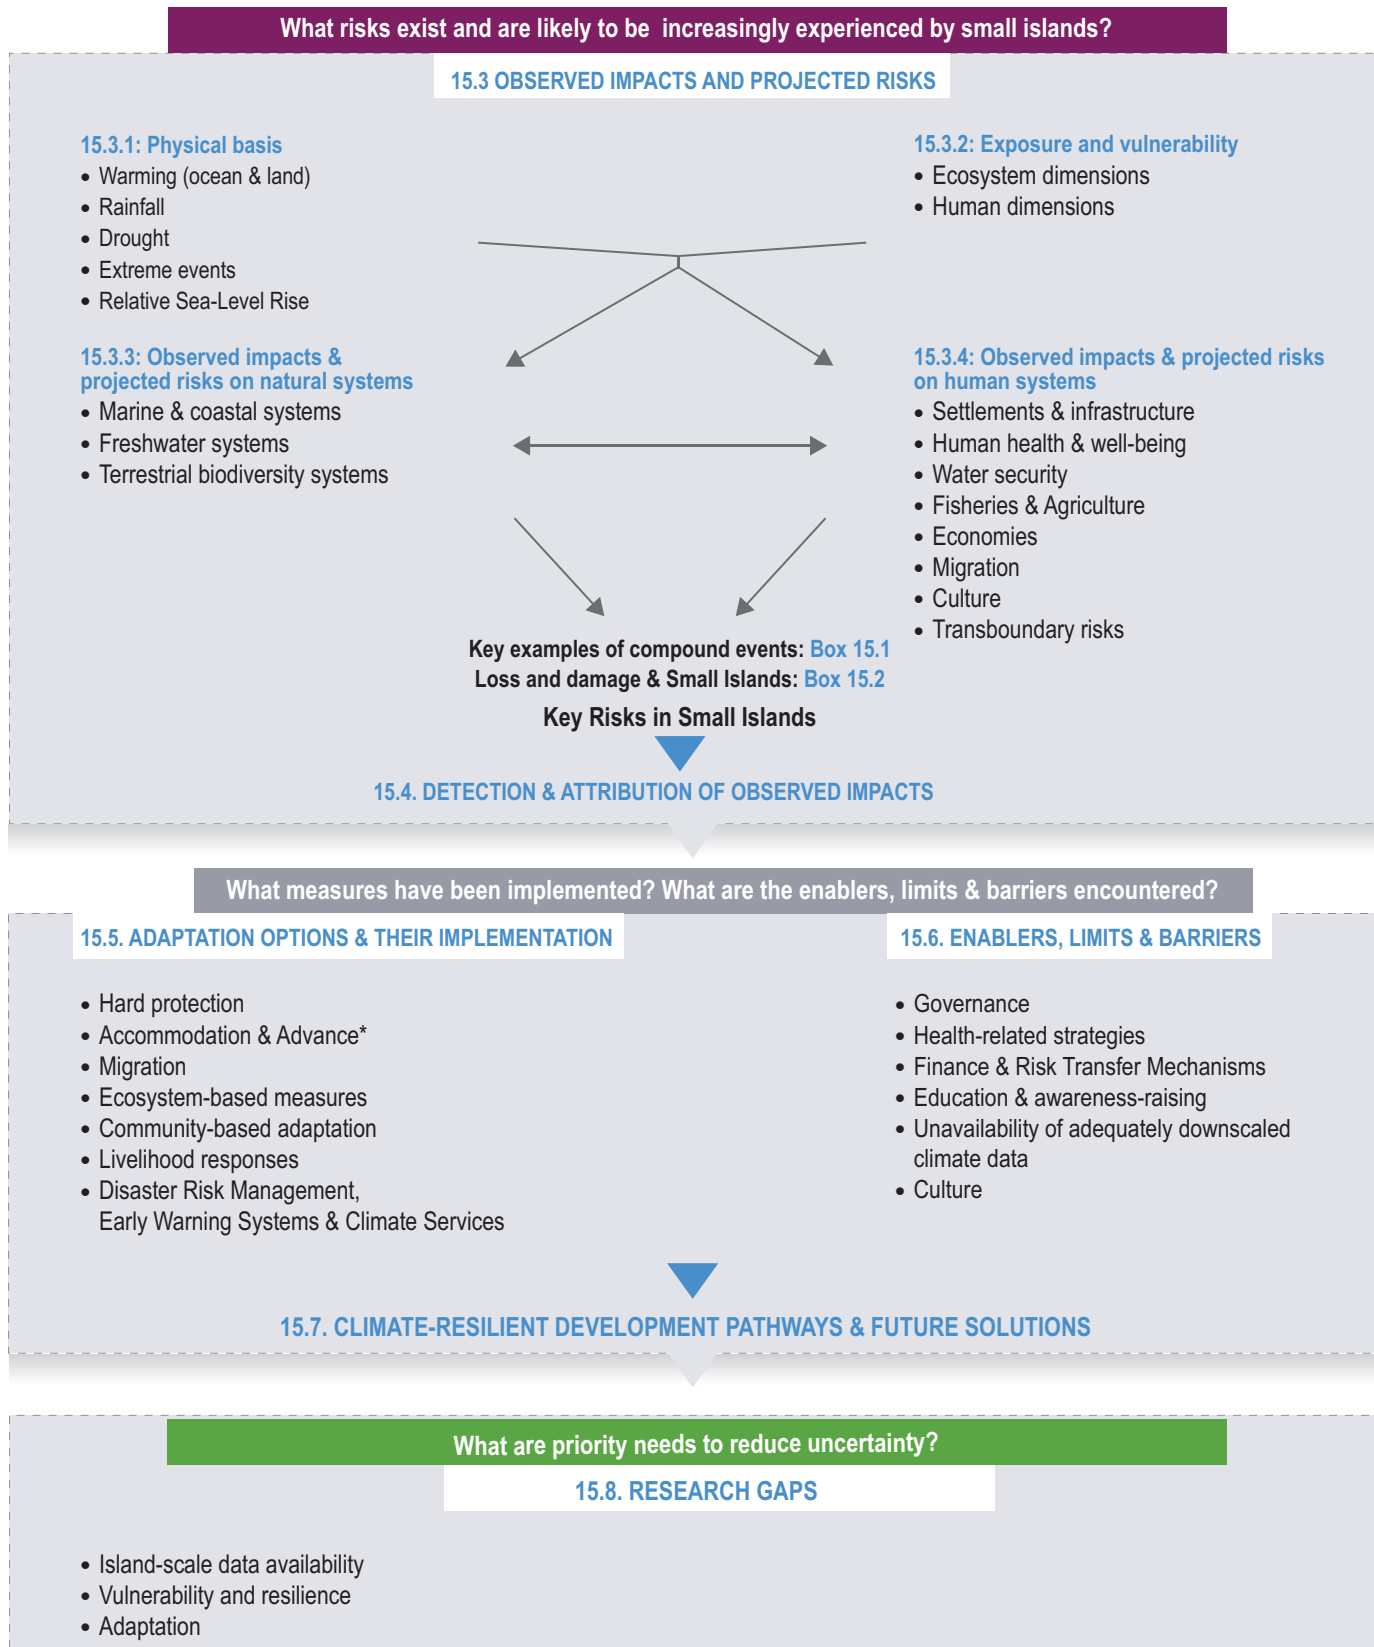 What risks exist and are likely to be increasingly experienced by small islands?
15.3 OBSERVED IMPACTS AND PROJECTED RISKS
15.3.1: Physical basis
• Warming (ocean & land)
• Rainfall
• Drought
• Extreme events
• Relative Sea-Level Rise
15.3.2: Exposure and vulnerability
• Ecosystem dimensions
• Human dimensions
15.3.3: Observed impacts &
projected risks on natural systems
• Marine & coastal systems
• Freshwater systems
• Terrestrial biodiversity systems
15.3.4: Observed impacts & projected risks
on human systems
• Settlements & infrastructure
• Human health & well-being
• Water security
• Fisheries & Agriculture
• Economies
• Migration
• Culture
• Transboundary risks
Key examples of compound events: Box 15.1
Loss and damage & Small Islands: Box 15.2
Key Risks in Small Islands
15.4. DETECTION & ATTRIBUTION OF OBSERVED IMPACTS
What measures have been implemented? What are the enablers, limits & barriers encountered?
15.5. ADAPTATION OPTIONS & THEIR IMPLEMENTATION
• Hard protection
• Accommodation & Advance*
• Migration
• Ecosystem-based measures
• Community-based adaptation
• Livelihood responses
• Disaster Risk Management,
Early Warning Systems & Climate Services
15.6. ENABLERS, LIMITS & BARRIERS
• Governance
• Health-related strategies
• Finance & Risk Transfer Mechanisms
• Education & awareness-raising
• Unavailability of adequately downscaled
climate data
• Culture
15.7. CLIMATE-RESILIENT DEVELOPMENT PATHWAYS & FUTURE SOLUTIONS
What are priority needs to reduce uncertainty?
15.8. RESEARCH GAPS
• Island-scale data availability
• Vulnerability and resilience
• Adaptation